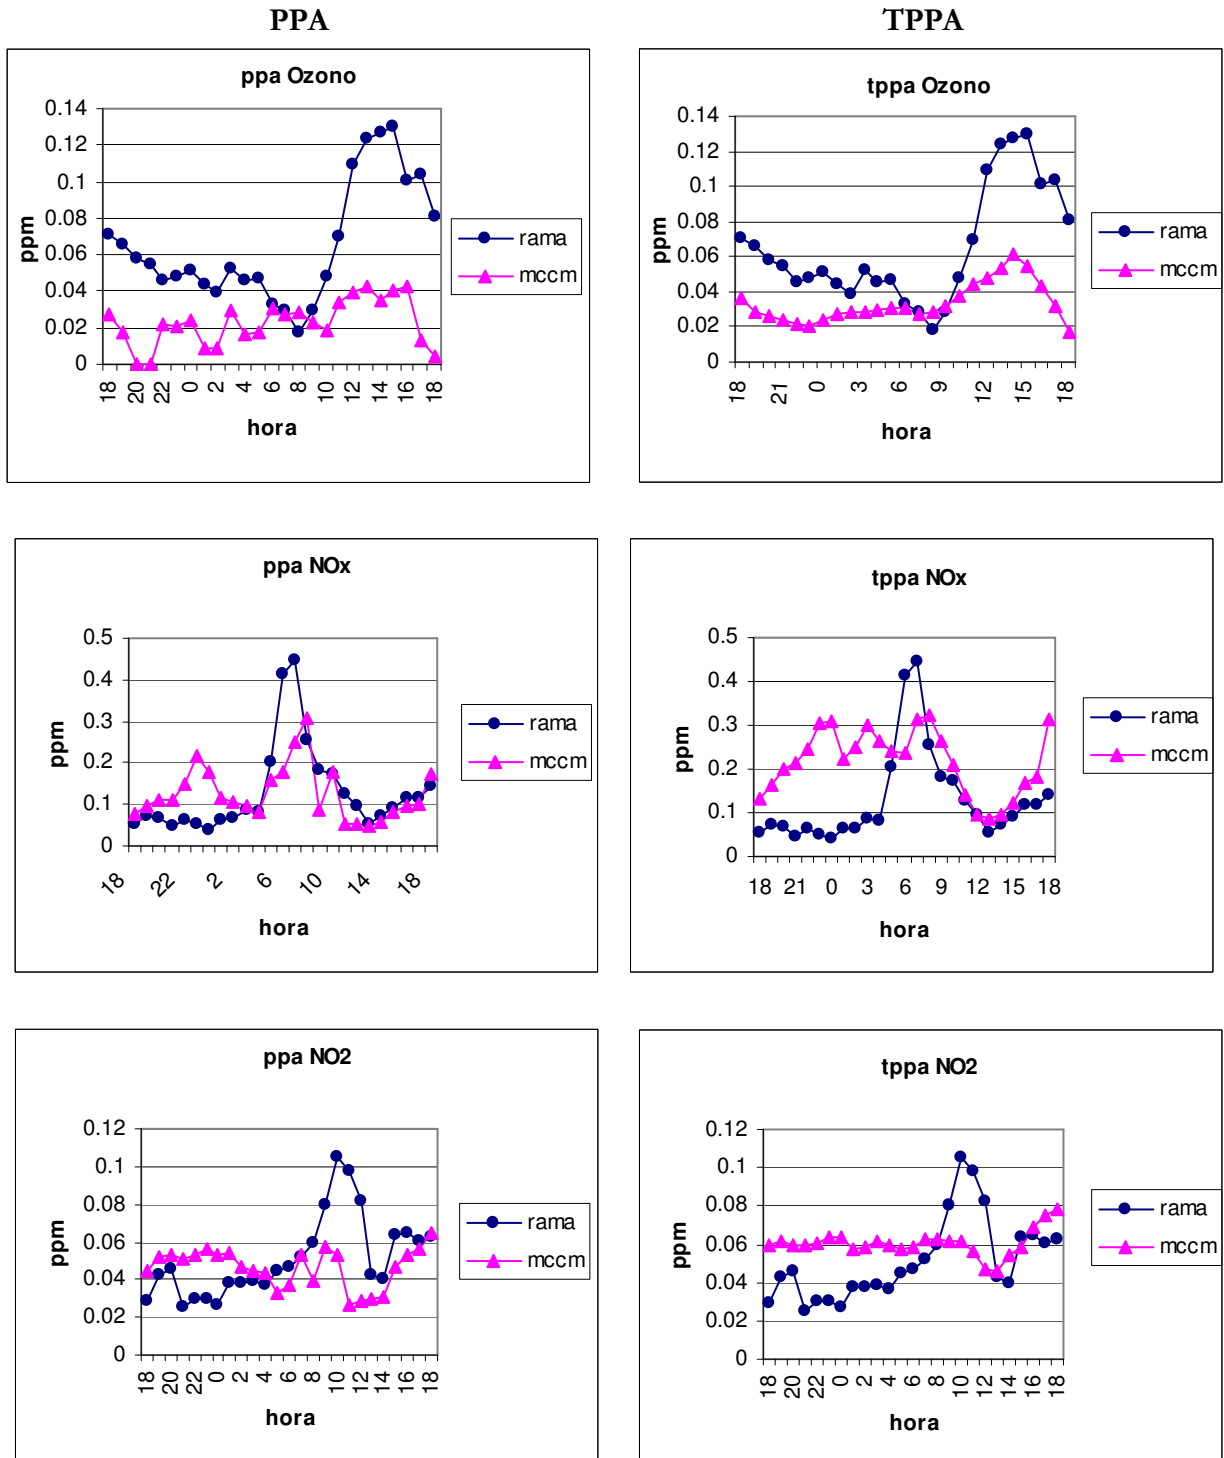 PPA
TPPA
ppa Ozono
0.14
0.12
0.1
0.08
0.06
0.04
0.02
0
ppm
18
20
22
0
2
4
6
8
10
12
14
16
18
hora
rama
mccm
tppa Ozono
0.14
0.12
0.1
0.08
0.06
0.04
0.02
0
ppm
18
21
0
3
6
9
12
15
18
hora
rama
mccm
ppa NOx
0.5
0.4
0.3
0.2
0.1
0
ppm
18
22
2
6
10
14
18
hora
rama
mccm
tppa NOx
0.5
0.4
0.3
0.2
0.1
0
ppm
18 21 0 3 6 9 12 15 18
hora
rama
mccm
ppa NO2
0.12
0.1
0.08
0.06
0.04
0.02
0
ppm
18
20
22
0
2
4
6
8
10
12
14
16
18
hora
rama
mccm
tppa NO2
0.12
0.1
0.08
0.06
0.04
0.02
0
ppm
18
20
22
0
2
4
6
8
10
12
14
16
18
hora
rama
mccm